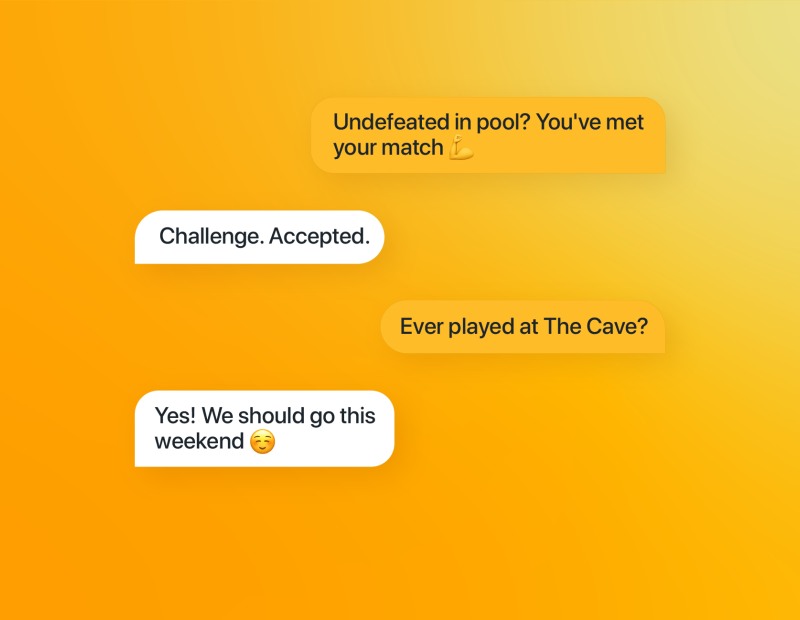 Undefeated in pool? You've met
your match 💪
Challenge. Accepted.
Ever played at The Cave?
Yes! We should go this
weekend ☺️